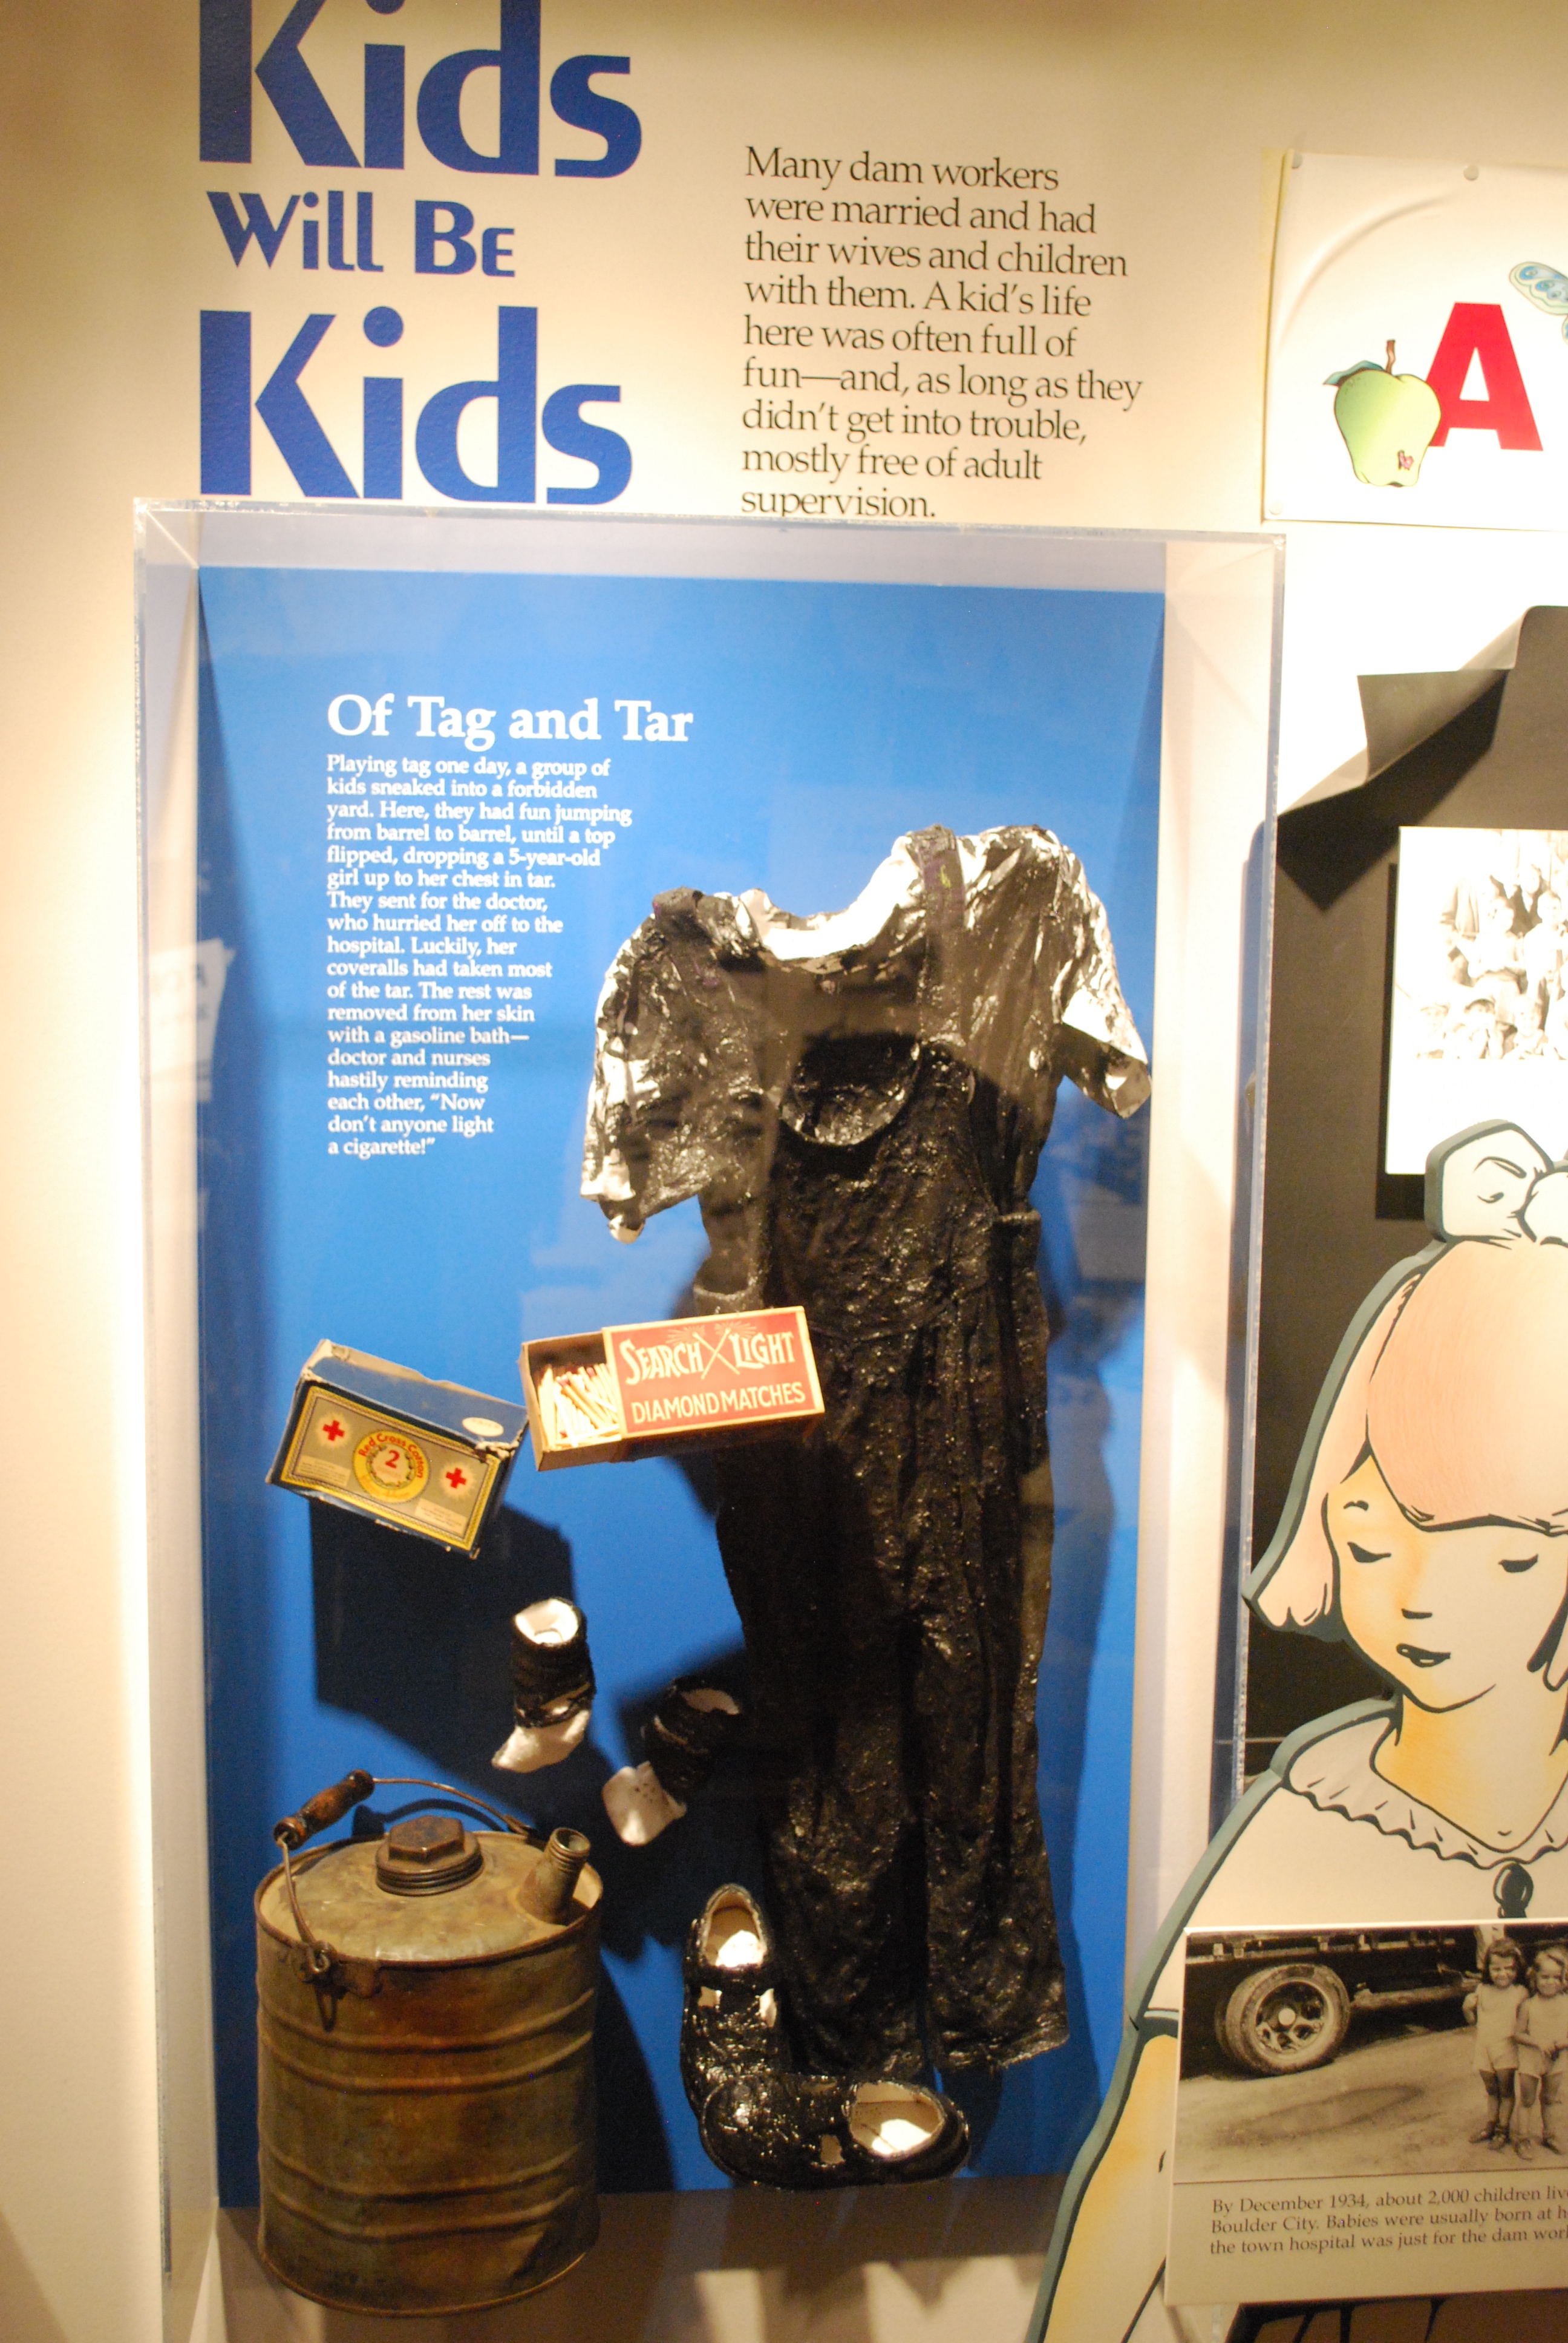 Kids
Will Be
Kids
Many dam workers
were married and had
their wives and children
with them. A kid's life
here was often full of
fun—and, as long as they
didn't get into trouble,
mostly free of adult
supervision.
A
Of Tag and Tar
Playing tag one day, a group of
kids sneaked into a forbidden
yard. Here, they had fun jumping
from barrel to barrel, until a top
flipped, dropping a 5-year-old
girl up to her chest in tar.
They sent for the doctor,
who hurried her off to the
hospital. Luckily, her
coveralls had taken most
of the tar. The rest was
removed from her skin
with a gasoline bath—
doctor and nurses
hastily reminding
each other, "Now
don't anyone light
a cigarette!"
SEARCH LIGHT
DIAMOND MATCHES
Red Cross Cotton
2
By December 1934, about 2,000 children
Boulder City. Babies were usually born at
the town hospital was just for the dam